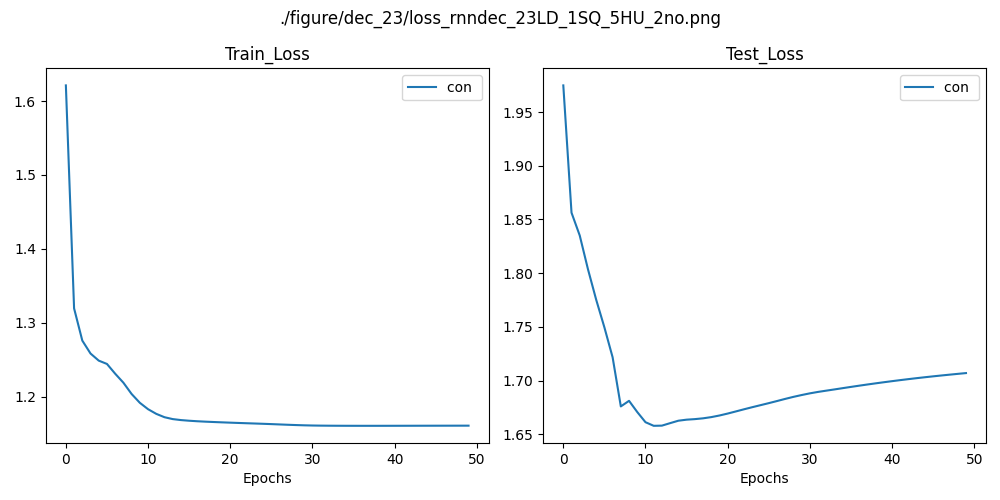 ./figure/dec_23/loss_rnndec_23LD_1SQ_5HU_2no.png
Train_Loss
con
1.6
1.5
1.4
1.3
1.2
0 10 20 30 40 50
Epochs
Test_Loss
con
1.95
1.90
1.85
1.80
1.75
1.70
1.65
0 10 20 30 40 50
Epochs